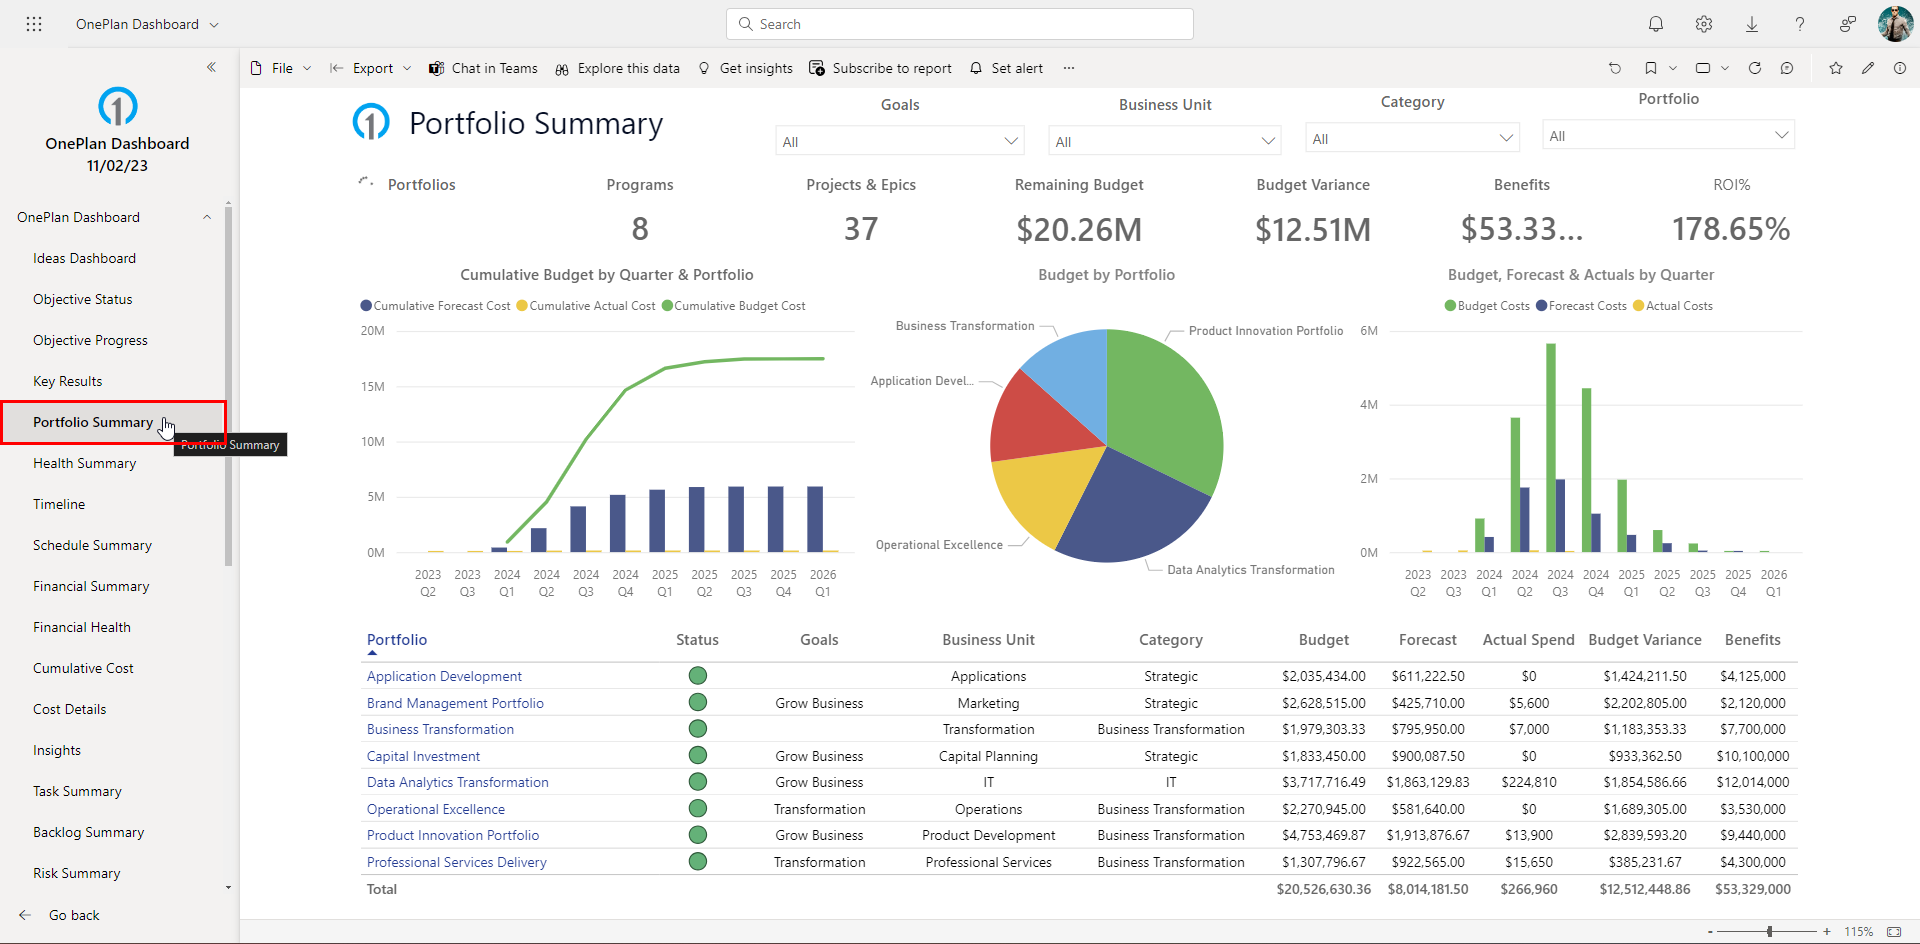 OnePlan Dashboard
Search
OnePlan Dashboard
11/02/23
OnePlan Dashboard
Ideas Dashboard
Objective Status
Objective Progress
Key Results
Portfolio Summary
Portfolio Summary
Health Summary
Timeline
Schedule Summary
Financial Summary
Financial Health
Cumulative Cost
Cost Details
Insights
Task Summary
Backlog Summary
Risk Summary
Go back
File Export Chat in Teams Explore this data Get insights Subscribe to report Set alert ...
1 Portfolio Summary
Goals Business Unit Category Portfolio
All All All All
Portfolios Programs Projects & Epics Remaining Budget Budget Variance Benefits ROI%
8 37 $20.26M $12.51M $53.33... 178.65%
Cumulative Budget by Quarter & Portfolio
Cumulative Forecast Cost Cumulative Actual Cost Cumulative Budget Cost
20M
15M
10M
5M
0M
2023 2023 2024 2024 2024 2024 2025 2025 2025 2025 2026
Q2 Q3 Q1 Q2 Q3 Q4 Q1 Q2 Q3 Q4 Q1
Budget by Portfolio
Business Transformation
Product Innovation Portfolio
Application Devel...
Operational Excellence
Data Analytics Transformation
Budget, Forecast & Actuals by Quarter
Budget Costs Forecast Costs Actual Costs
6M
4M
2M
0M
2023 2023 2024 2024 2024 2024 2025 2025 2025 2025 2026
Q2 Q3 Q1 Q2 Q3 Q4 Q1 Q2 Q3 Q4 Q1
Portfolio Status Goals Business Unit Category Budget Forecast Actual Spend Budget Variance Benefits
Application Development Applications Strategic $2,035,434.00 $611,222.50 $0 $1,424,211.50 $4,125,000
Brand Management Portfolio Grow Business Marketing Strategic $2,628,515.00 $425,710.00 $5,600 $2,202,805.00 $2,120,000
Business Transformation Transformation Business Transformation $1,979,303.33 $795,950.00 $7,000 $1,183,353.33 $7,700,000
Capital Investment Grow Business Capital Planning Strategic $1,833,450.00 $900,087.50 $0 $933,362.50 $10,100,000
Data Analytics Transformation Grow Business IT IT $3,717,716.49 $1,863,129.83 $224,810 $1,854,586.66 $12,014,000
Operational Excellence Transformation Operations Business Transformation $2,270,945.00 $581,640.00 $0 $1,689,305.00 $3,530,000
Product Innovation Portfolio Grow Business Product Development Business Transformation $4,753,469.87 $1,913,876.67 $13,900 $2,839,593.20 $9,440,000
Professional Services Delivery Transformation Professional Services Business Transformation $1,307,796.67 $922,565.00 $15,650 $385,231.67 $4,300,000
Total $20,526,630.36 $8,014,181.50 $266,960 $12,512,448.86 $53,329,000
- + 115%